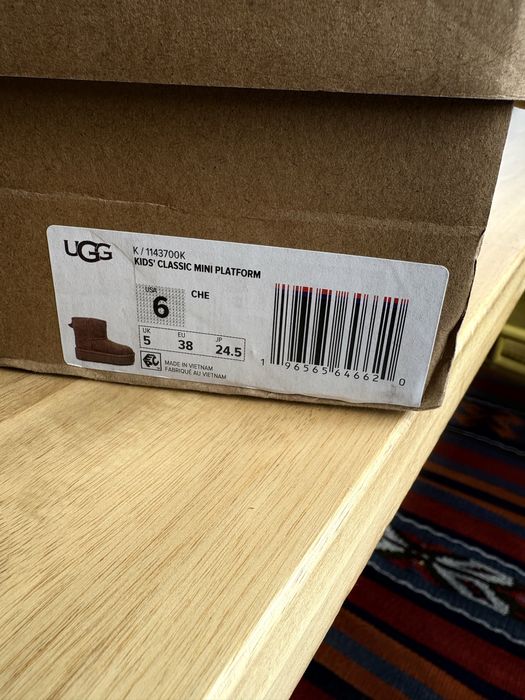 UGG
K / 1143700K
KIDS' CLASSIC MINI PLATFORM
USA
6
CHE
UK EU JP
5 38 24.5
MADE IN VIETNAM
FABRIQUÉ AU VIETNAM
1 96565 64662 0